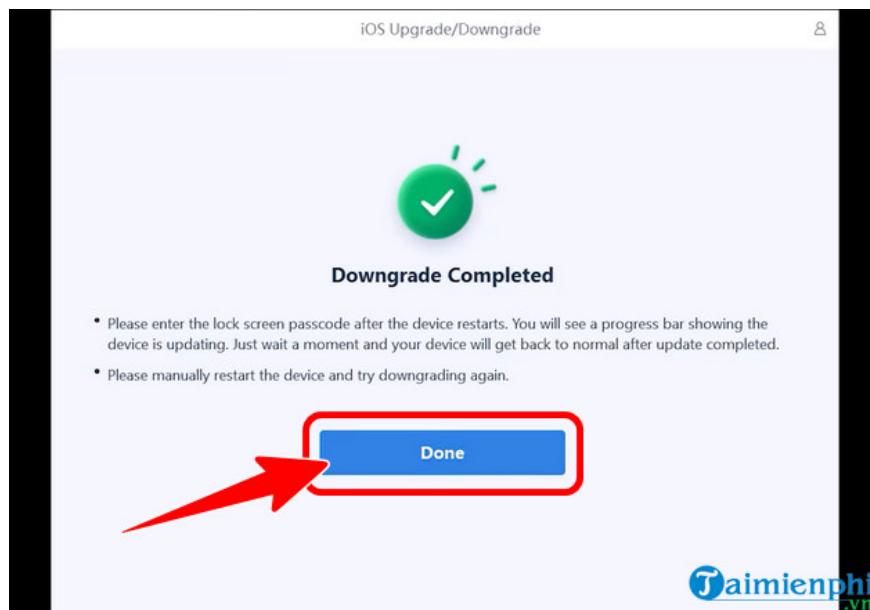 iOS Upgrade/Downgrade
Downgrade Completed
• Please enter the lock screen passcode after the device restarts. You will see a progress bar showing the
device is updating. Just wait a moment and your device will get back to normal after update completed.
• Please manually restart the device and try downgrading again.
Done
Taimienphi
.vn